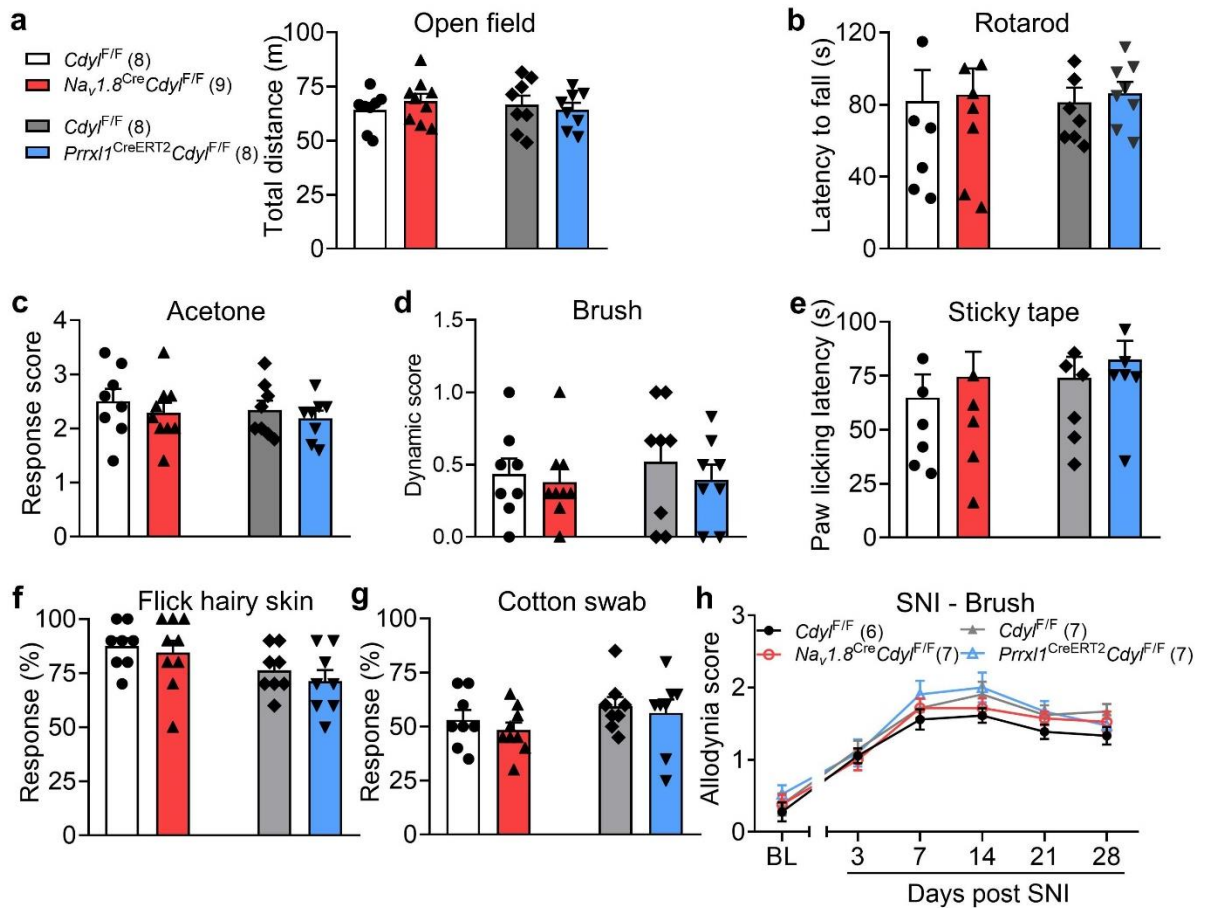 a
Open field
Cdyl^F/F (8)
Na_v1.8^Cre Cdyl^F/F (9)
Cdyl^F/F (8)
Prrxl1^CreERT2 Cdyl^F/F (8)
Total distance (m)
100
75
50
25
0
b
Rotarod
Latency to fall (s)
120
80
40
0
c
Acetone
Response score
4
3
2
1
0
d
Brush
Dynamic score
1.5
1.0
0.5
0.0
e
Sticky tape
Paw licking latency (s)
100
75
50
75
0
f
Flick hairy skin
Response (%)
100
75
50
25
0
g
Cotton swab
Response (%)
100
75
50
25
0
h
SNI - Brush
Cdyl^F/F (6)
Cdyl^F/F (7)
Na_v1.8^Cre Cdyl^F/F (7)
Prrxl1^CreERT2 Cdyl^F/F (7)
Allodynia score
3
2
1
0
BL 3 7 14 21 28
Days post SNI